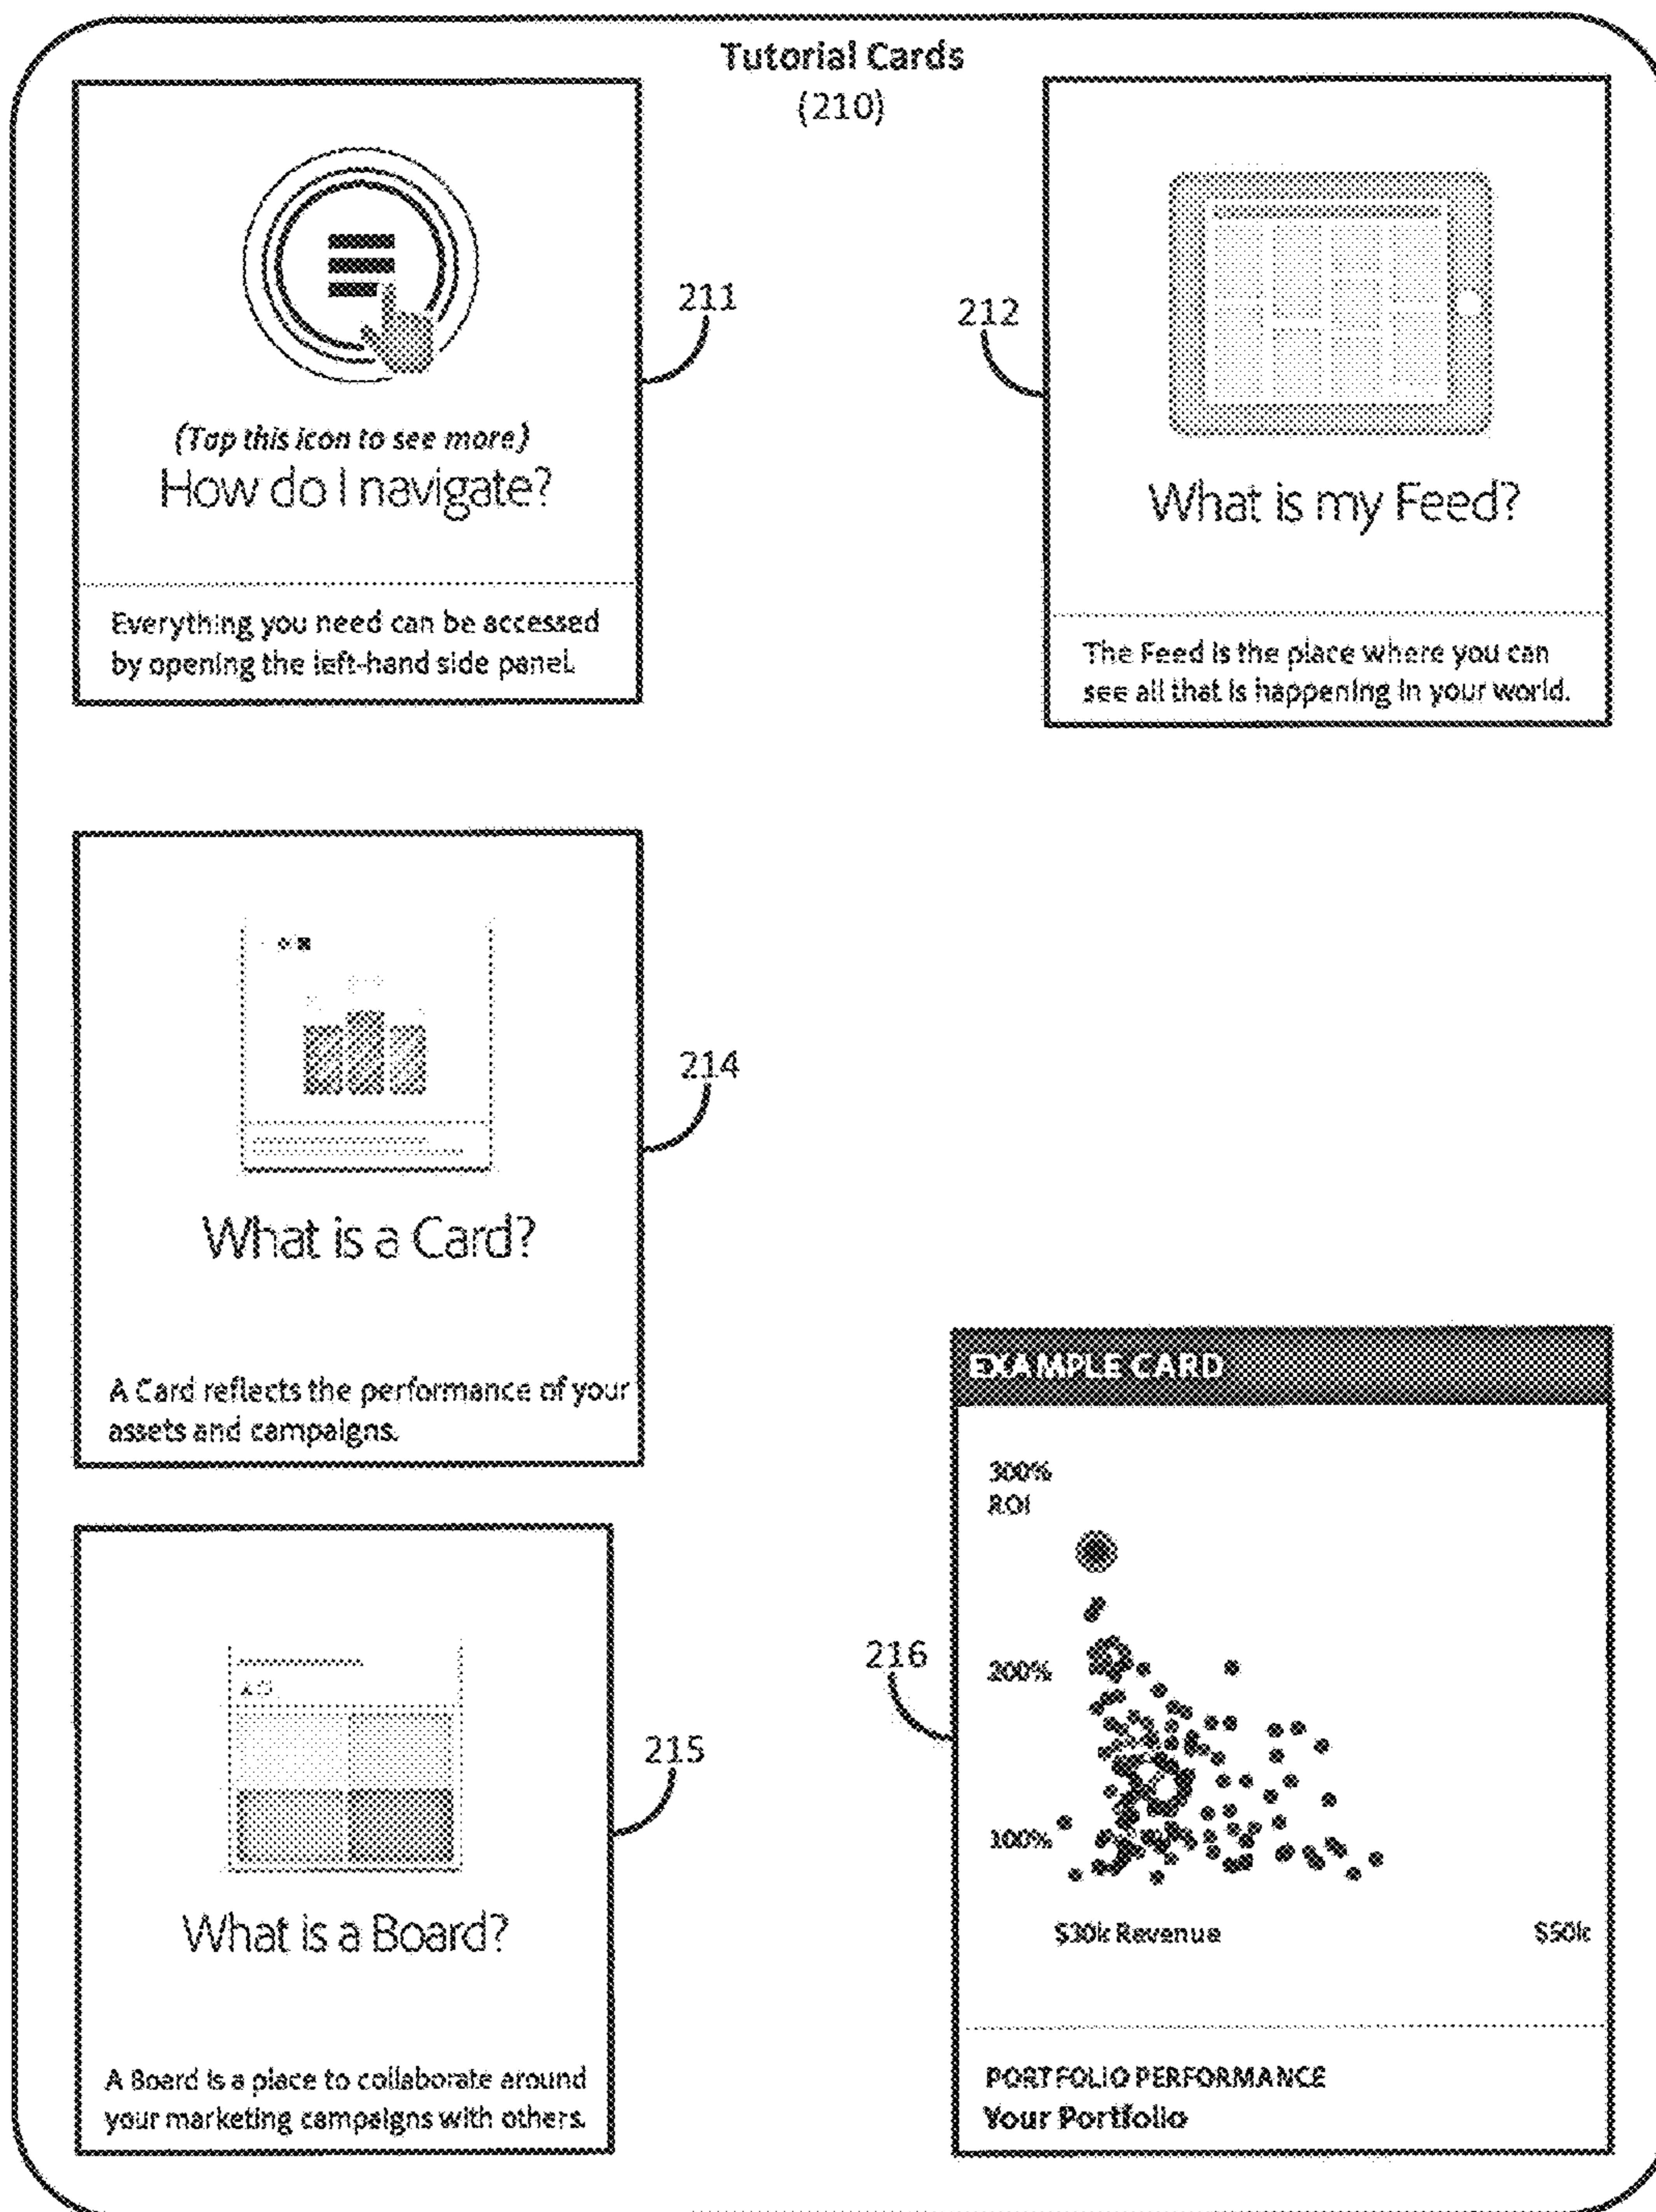 Tutorial Cards
(210)
(Tap this icon to see more)
How do I navigate?
Everything you need can be accessed
by opening the left-hand side panel.
211
212
What is my Feed?
The Feed is the place where you can
see all that is happening in your world.
What is a Card?
A Card reflects the performance of your
assets and campaigns.
214
What is a Board?
A Board is a place to collaborate around
your marketing campaigns with others.
215
216
EXAMPLE CARD
300%
ROI
200%
100%
$30k Revenue
$50k
PORTFOLIO PERFORMANCE
Your Portfolio